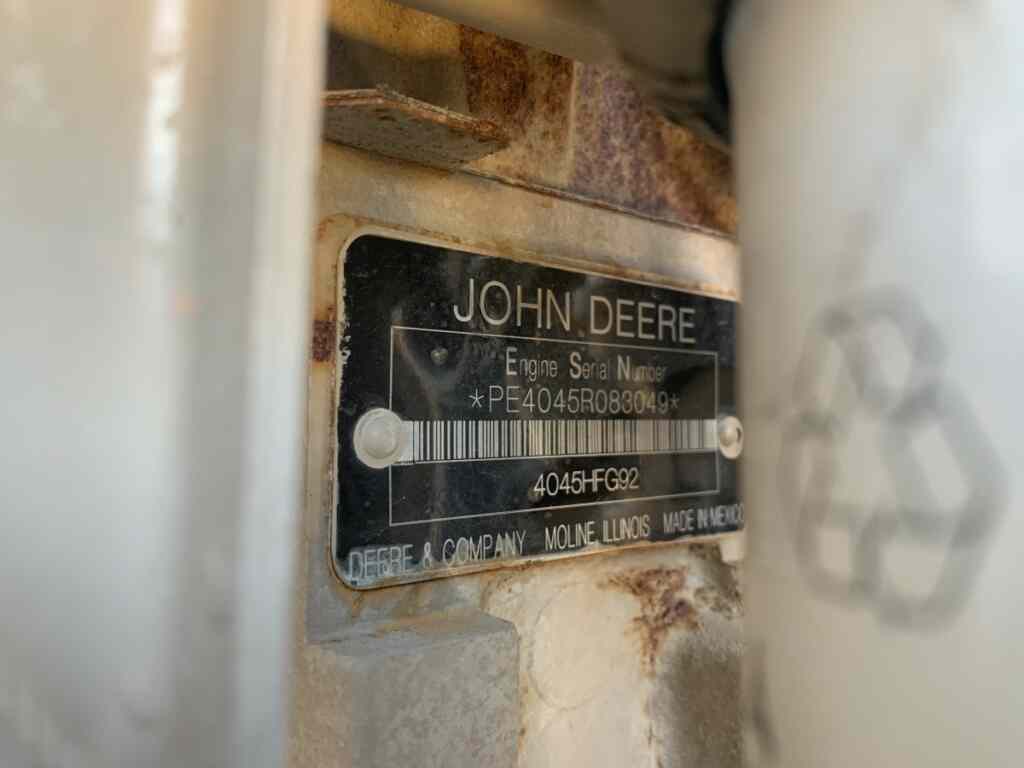 JOHN DEERE
Engine Serial Number
*PE4045R083049*
4045HFG92
DEERE & COMPANY MOLINE, ILLINOIS MADE IN MEXICO